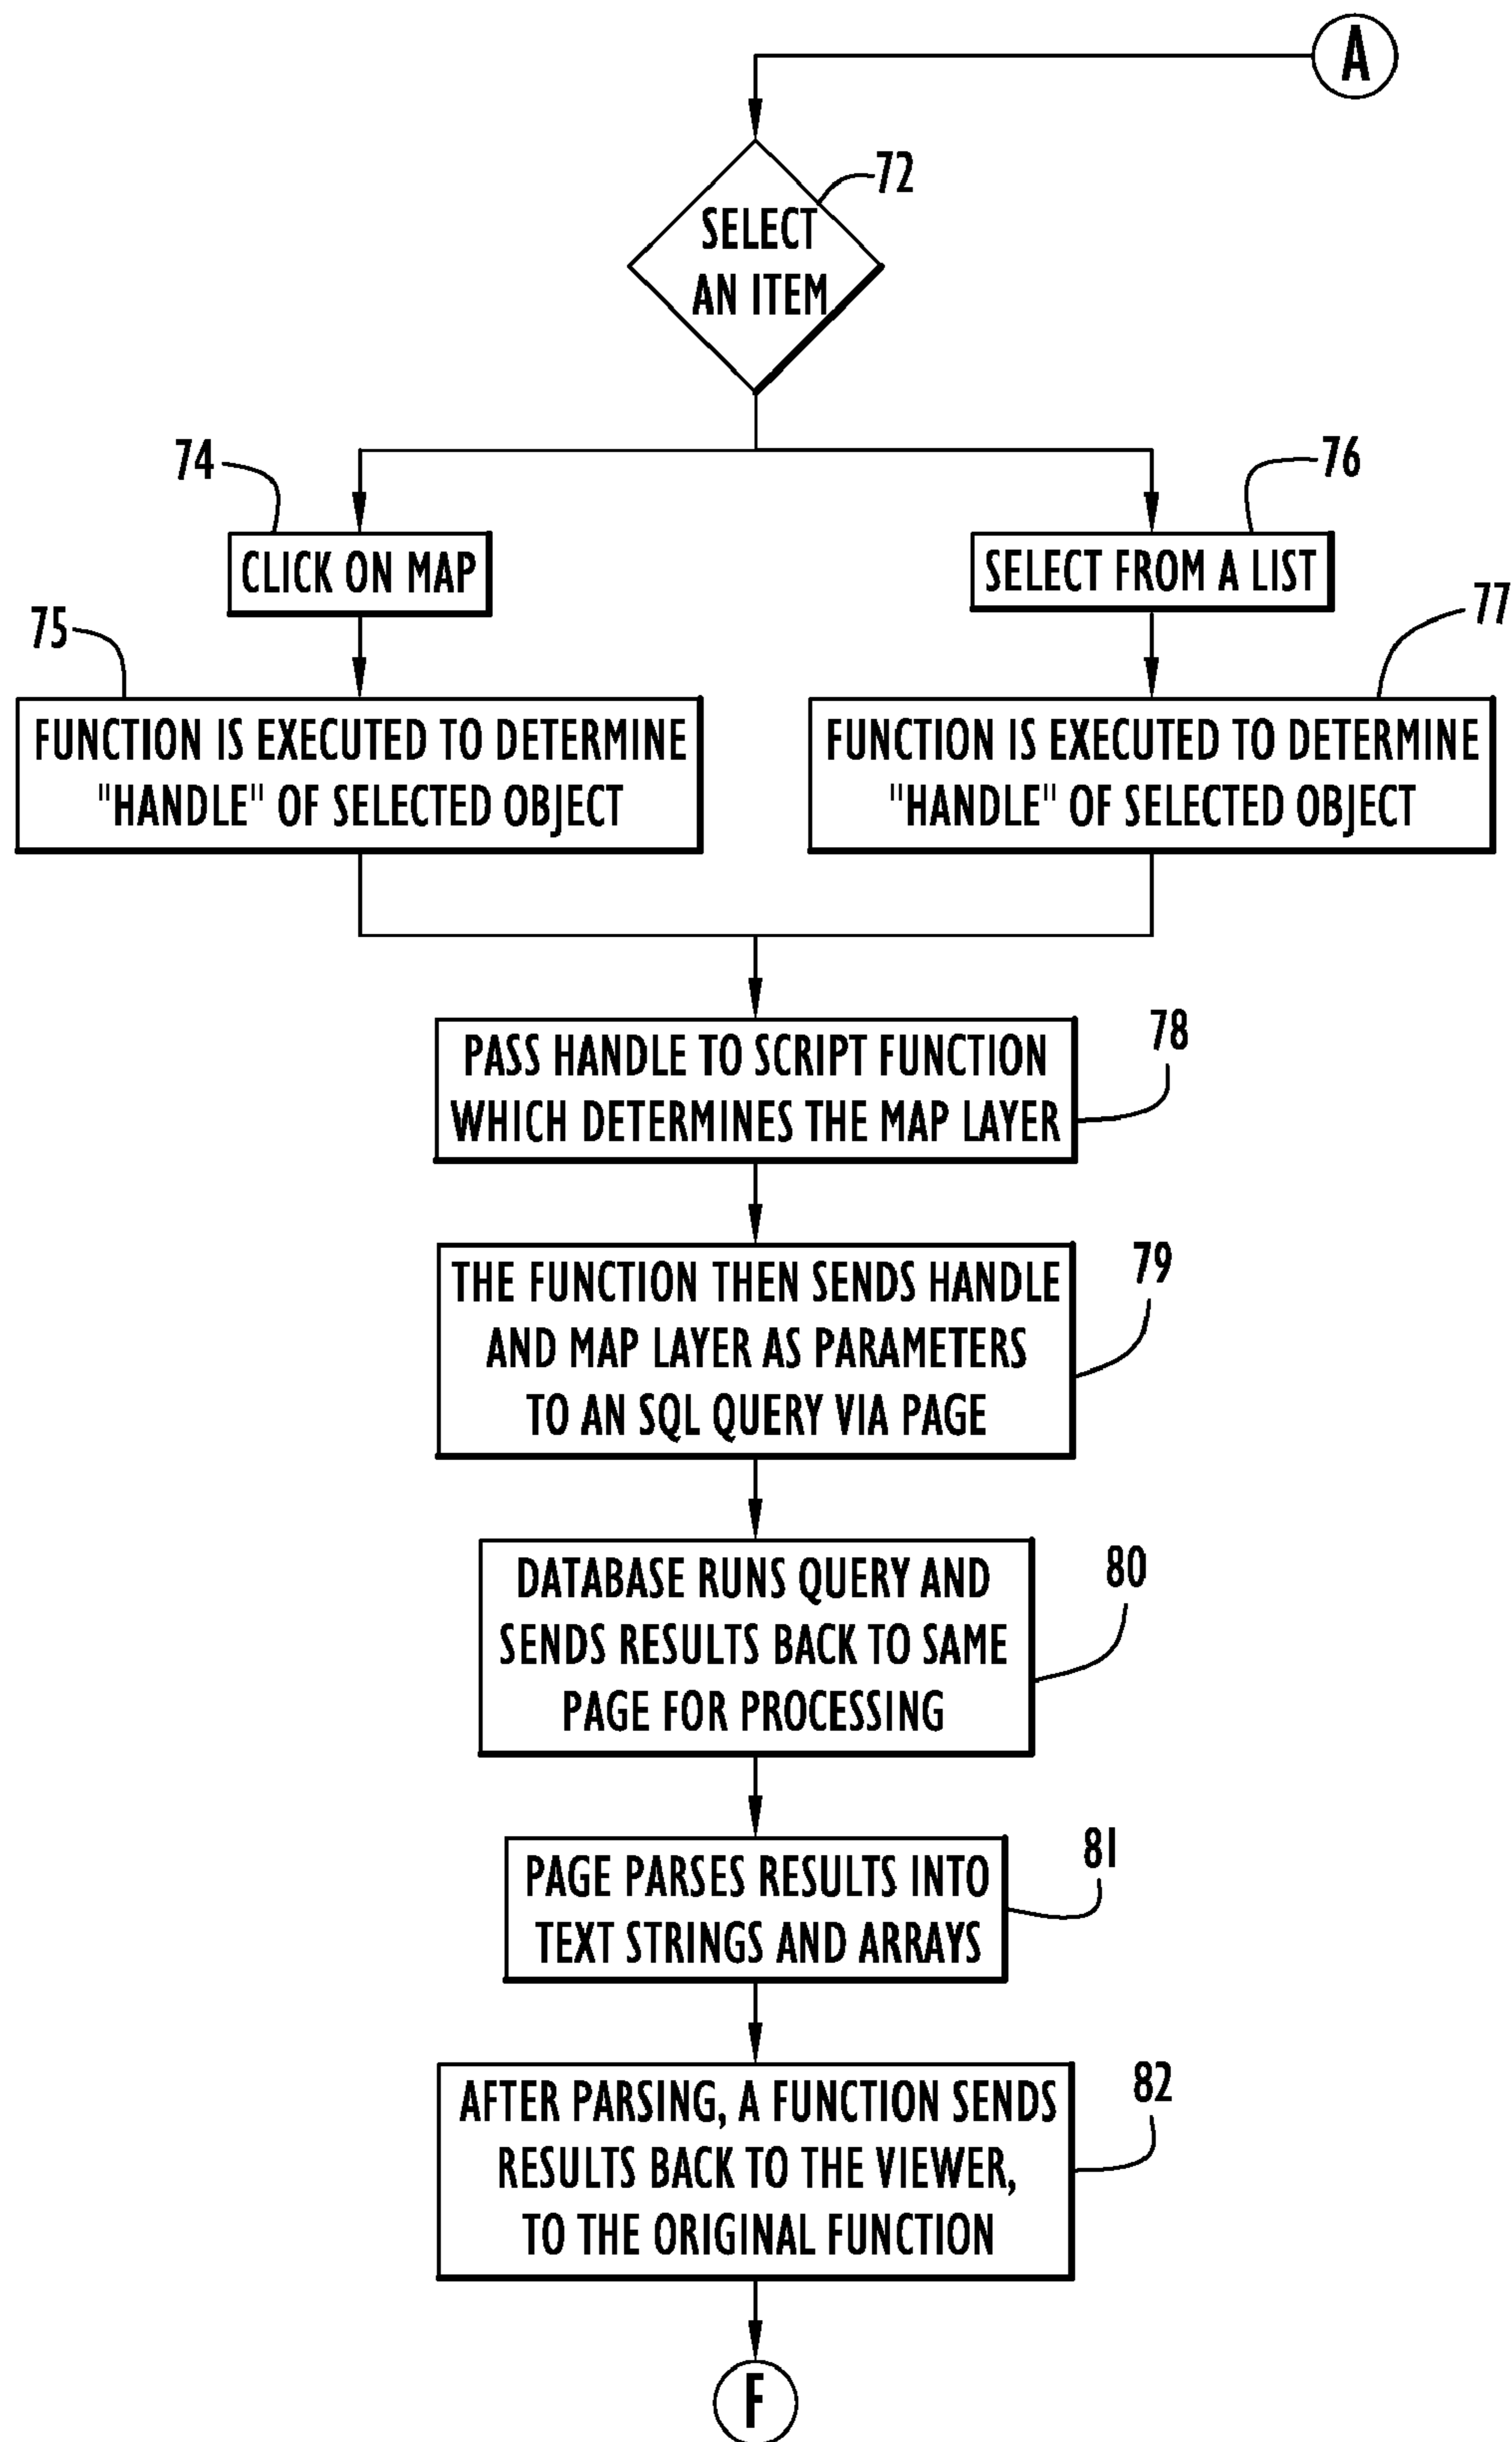 A
72
SELECT
AN ITEM
74
76
CLICK ON MAP
SELECT FROM A LIST
75
77
FUNCTION IS EXECUTED TO DETERMINE
"HANDLE" OF SELECTED OBJECT
FUNCTION IS EXECUTED TO DETERMINE
"HANDLE" OF SELECTED OBJECT
78
PASS HANDLE TO SCRIPT FUNCTION
WHICH DETERMINES THE MAP LAYER
79
THE FUNCTION THEN SENDS HANDLE
AND MAP LAYER AS PARAMETERS
TO AN SQL QUERY VIA PAGE
80
DATABASE RUNS QUERY AND
SENDS RESULTS BACK TO SAME
PAGE FOR PROCESSING
81
PAGE PARSES RESULTS INTO
TEXT STRINGS AND ARRAYS
82
AFTER PARSING, A FUNCTION SENDS
RESULTS BACK TO THE VIEWER,
TO THE ORIGINAL FUNCTION
F